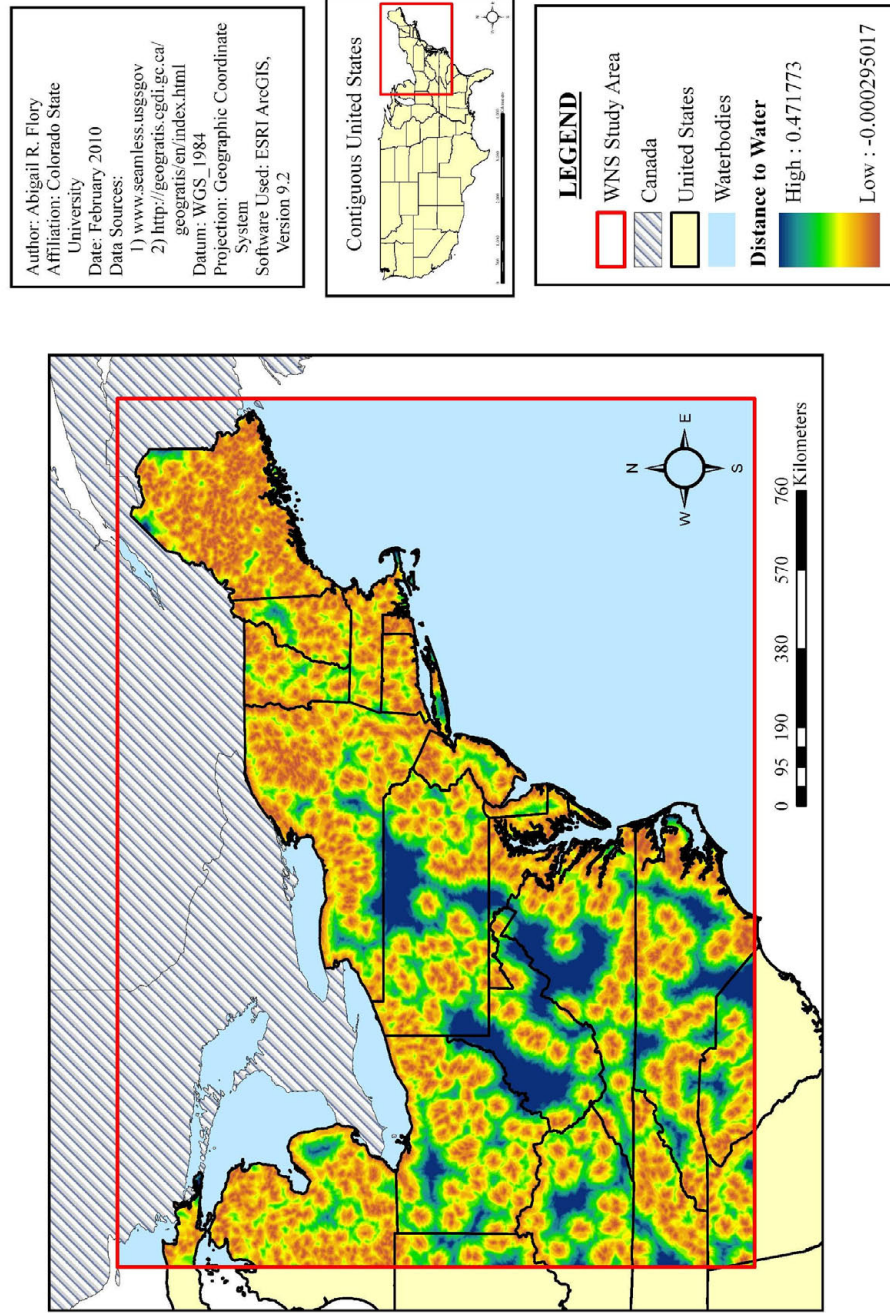 Author: Abigail R. Flory
Affiliation: Colorado State
University
Date: February 2010
Data Sources:
1) www.seamless.usgsgov
2) http://geogratis.cgdi.gc.ca/
geogratis/en/index.html
Datum: WGS_1984
Projection: Geographic Coordinate
System
Software Used: ESRI ArcGIS,
Version 9.2
Contiguous United States
LEGEND
WNS Study Area
Canada
United States
Waterbodies
Distance to Water
High : 0.471773
Low : -0.000295017
N
W E
S
0 95 190 380 570 760
Kilometers